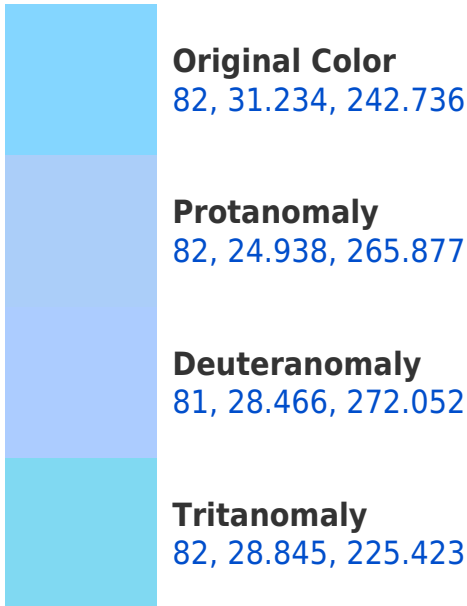 Original Color
82, 31.234, 242.736
Protanomaly
82, 24.938, 265.877
Deuteranomaly
81, 28.466, 272.052
Tritanomaly
82, 28.845, 225.423